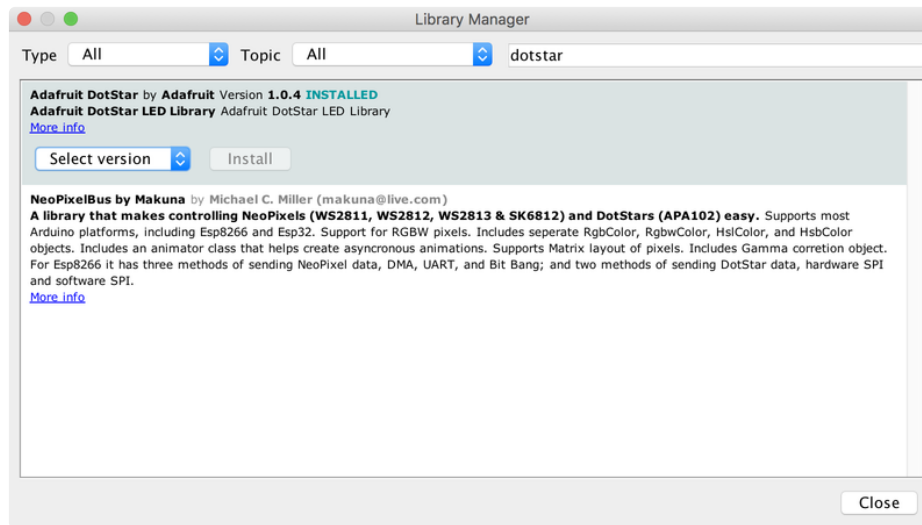 Library Manager
Type All Topic All dotstar
Adafruit DotStar by Adafruit Version 1.0.4 INSTALLED
Adafruit DotStar LED Library Adafruit DotStar LED Library
More info
Select version Install
NeoPixelBus by Makuna by Michael C. Miller (makuna@live.com)
A library that makes controlling NeoPixels (WS2811, WS2812, WS2813 & SK6812) and DotStars (APA102) easy. Supports most
Arduino platforms, including Esp8266 and Esp32. Support for RGBW pixels. Includes seperate RgbColor, RgbwColor, HslColor, and HsbColor
objects. Includes an animator class that helps create asyncronous animations. Supports Matrix layout of pixels. Includes Gamma corretion object.
For Esp8266 it has three methods of sending NeoPixel data, DMA, UART, and Bit Bang; and two methods of sending DotStar data, hardware SPI
and software SPI.
More info
Close